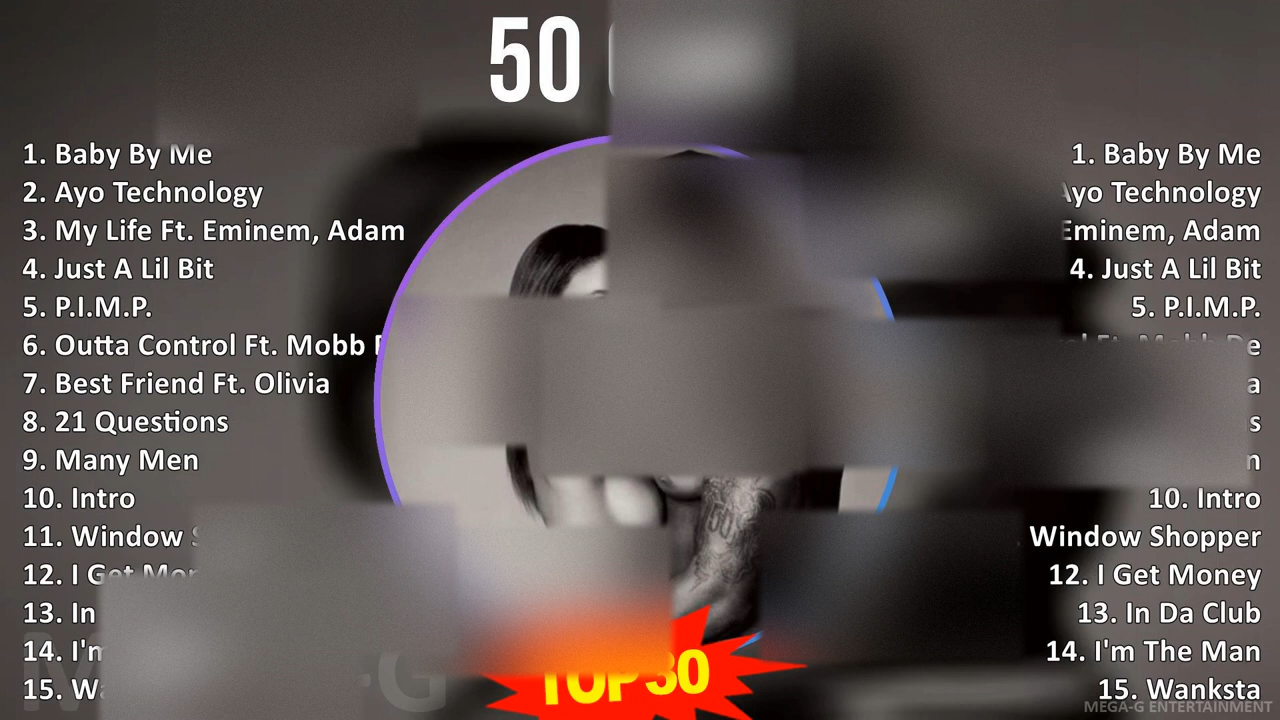 50
1. Baby By Me
2. Ayo Technology
3. My Life Ft. Eminem, Adam
4. Just A Lil Bit
5. P.I.M.P.
6. Outta Control Ft. Mobb
7. Best Friend Ft. Olivia
8. 21 Questions
9. Many Men
10. Intro
11. Window
12. I Get
13. In
14. I'm
15.
1. Baby By Me
Ayo Technology
Eminem, Adam
4. Just A Lil Bit
5. P.I.M.P.
10. Intro
Window Shopper
12. I Get Money
13. In Da Club
14. I'm The Man
15. Wanksta
TOP 30
MEGA-G ENTERTAINMENT